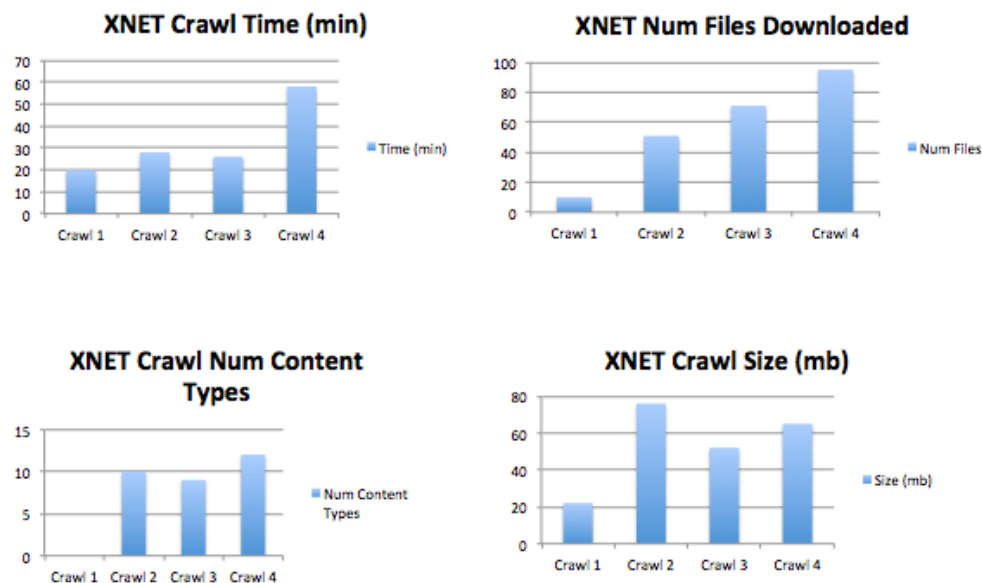 XNET Crawl Time (min)
70
60
50
40
30
20
10
0
Crawl 1 Crawl 2 Crawl 3 Crawl 4
Time (min)
XNET Num Files Downloaded
100
80
60
40
20
0
Crawl 1 Crawl 2 Crawl 3 Crawl 4
Num Files
XNET Crawl Num Content
Types
15
10
5
0
Crawl 1 Crawl 2 Crawl 3 Crawl 4
Num Content
Types
XNET Crawl Size (mb)
80
60
40
20
0
Crawl 1 Crawl 2 Crawl 3 Crawl 4
Size (mb)